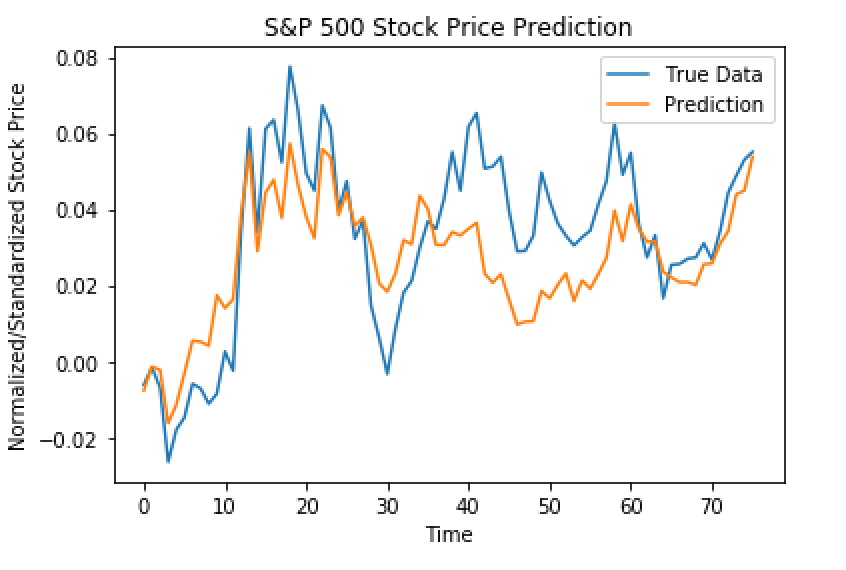 S&P 500 Stock Price Prediction
True Data
Prediction
Normalized/Standardized Stock Price
0.08
0.06
0.04
0.02
0.00
−0.02
0 10 20 30 40 50 60 70
Time